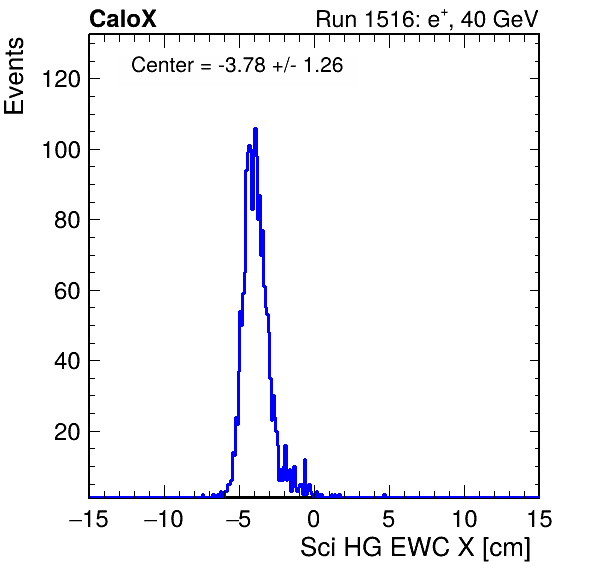 CaloX Run 1516: e⁺, 40 GeV
Center = -3.78 +/- 1.26
Events
120
100
80
60
40
20
−15 −10 −5 0 5 10 15
Sci HG EWC X [cm]